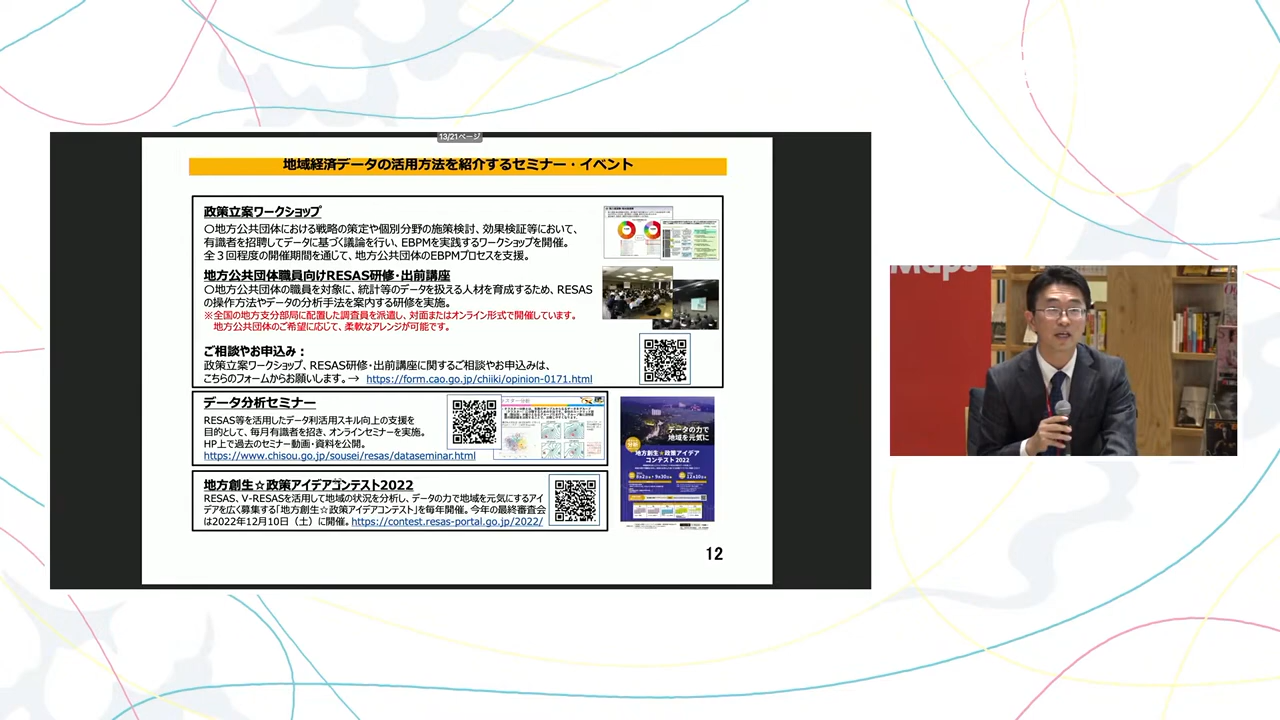 13/21ページ
地域経済データの活用方法を紹介するセミナー・イベント
政策立案ワークショップ
○地方公共団体における戦略の策定や個別分野の施策検討、効果検証等において、
有識者を招聘してデータに基づく議論を行い、EBPMを実践するワークショップを開催。
全３回程度の開催期間を通じて、地方公共団体のEBPMプロセスを支援。
地方公共団体職員向けRESAS研修・出前講座
○地方公共団体の職員を対象に、統計等のデータを扱える人材を育成するため、RESAS
の操作方法やデータの分析手法を案内する研修を実施。
※全国の地方支分部局に配置した調査員を派遣し、対面またはオンライン形式で開催しています。
地方公共団体のご希望に応じて、柔軟なアレンジが可能です。
ご相談やお申込み：
政策立案ワークショップ、RESAS研修・出前講座に関するご相談やお申込みは、
こちらのフォームからお願いします。→ https://form.cao.go.jp/chiiki/opinion-0171.html
データ分析セミナー
RESAS等を活用したデータ利活用スキル向上の支援を
目的として、毎月有識者を招き、オンラインセミナーを実施。
HP上で過去のセミナー動画・資料を公開。
https://www.chisou.go.jp/sousei/resas/dataseminar.html
地方創生☆政策アイデアコンテスト2022
RESAS、V-RESASを活用して地域の状況を分析し、データの力で地域を元気にするアイ
デアを広く募集する「地方創生☆政策アイデアコンテスト」を毎年開催。今年の最終審査会
は2022年12月10日（土）に開催。https://contest.resas-portal.go.jp/2022/
データの力で
地域を元気に
地方創生☆政策アイデア
コンテスト 2022
12
Maps